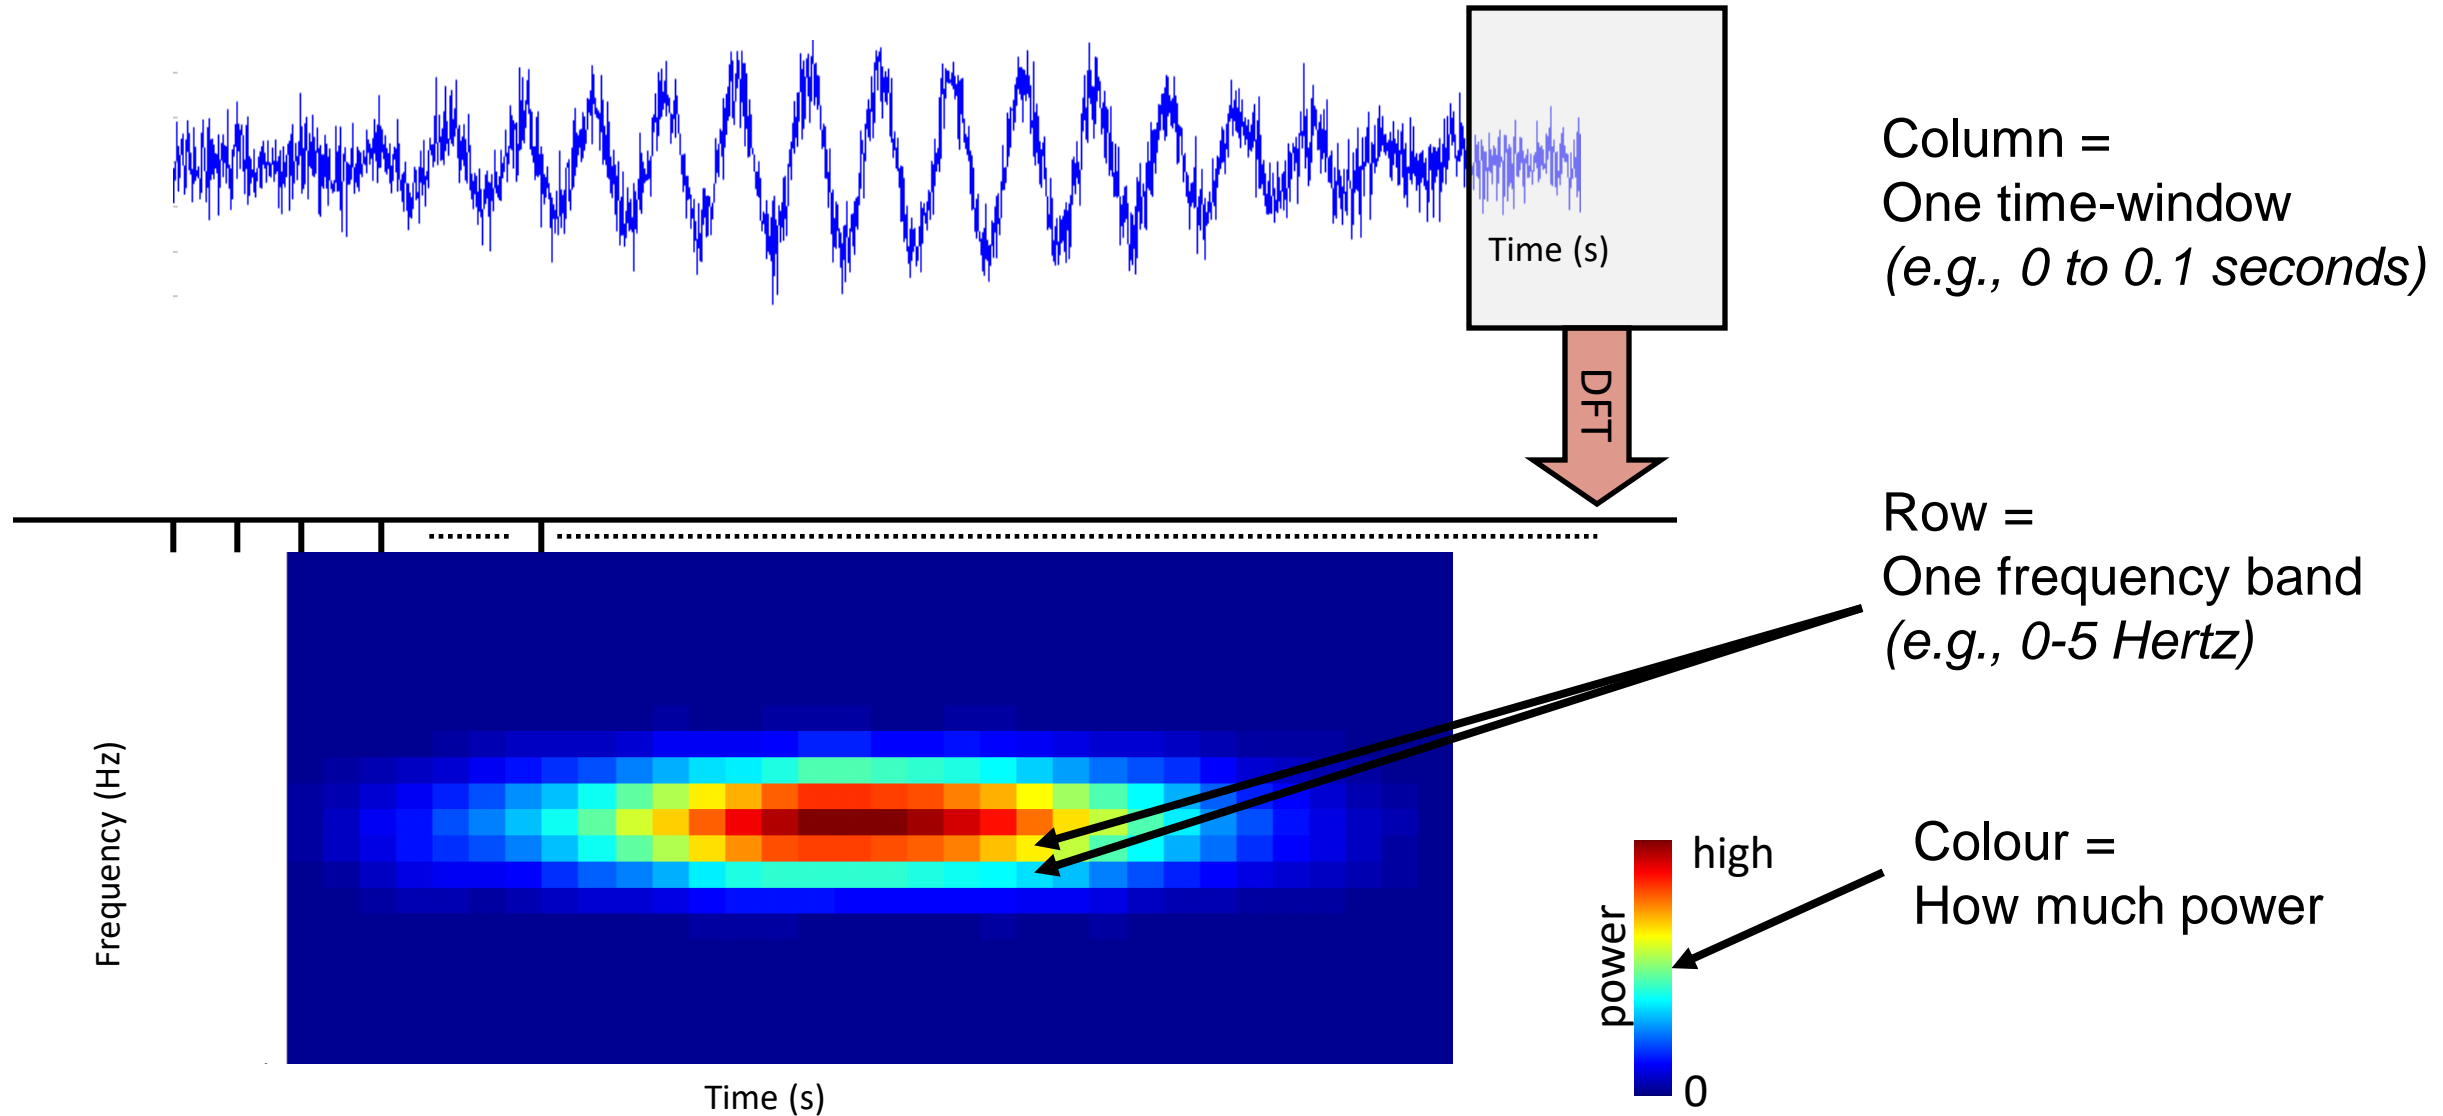 Column =
One time-window
(e.g., 0 to 0.1 seconds)
Time (s)
DFT
Row =
One frequency band
(e.g., 0-5 Hertz)
Frequency (Hz)
Time (s)
high
power
0
Colour =
How much power